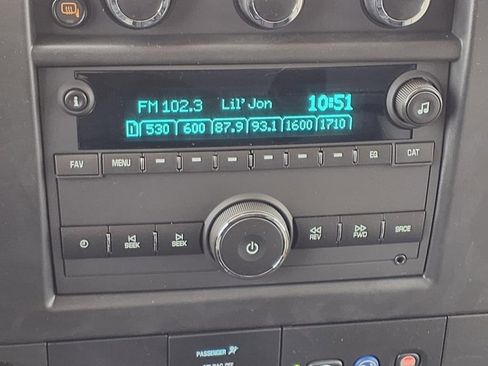 i
FM 102.3 Lil' Jon 10:51
1 530 600 87.9 93.1 1600 1710
FAV MENU EQ CAT
SEEK SEEK REV FWD SRCE
PASSENGER